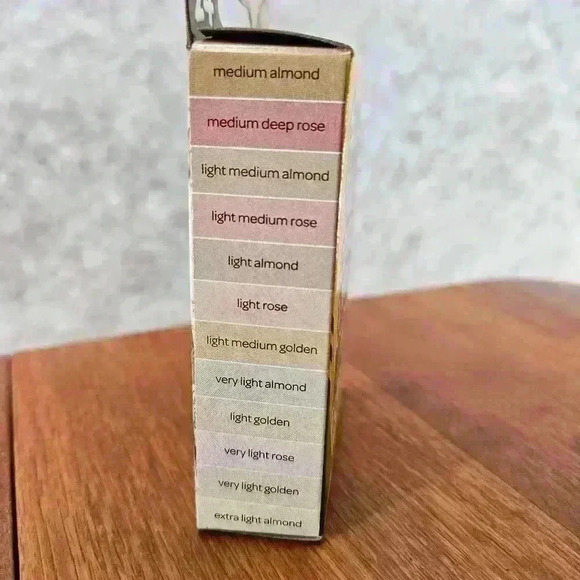 medium almond
medium deep rose
light medium almond
light medium rose
light almond
light rose
light medium golden
very light almond
light golden
very light rose
very light golden
extra light almond